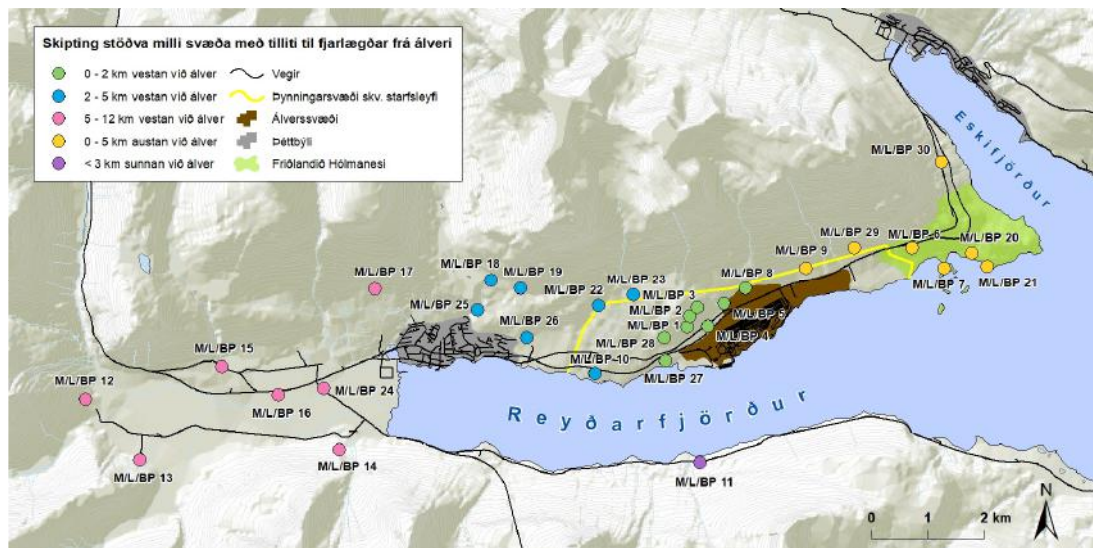 Skipting stöðva milli svæða með tilliti til fjarlægðar frá álveri
0 - 2 km vestan við álver
2 - 5 km vestan við álver
5 - 12 km vestan við álver
0 - 5 km austan við álver
< 3 km sunnan við álver
Vegir
Þynningarsvæði skv. starfsleyfi
Álverssvæði
Þéttbýli
Friðlandið Hólmanesi
Eskifjörður
M/L/BP 30
M/L/BP 29
M/L/BP 6
M/L/BP 20
M/L/BP 9
M/L/BP 7
M/L/BP 21
M/L/BP 18
M/L/BP 19
M/L/BP 17
M/L/BP 23
M/L/BP 8
M/L/BP 22
M/L/BP 3
M/L/BP 25
M/L/BP 2
M/L/BP 5
M/L/BP 26
M/L/BP 1
M/L/BP 4
M/L/BP 28
M/L/BP 15
M/L/BP 10
M/L/BP 27
M/L/BP 12
M/L/BP 24
M/L/BP 16
Reyðarfjörður
M/L/BP 14
M/L/BP 13
M/L/BP 11
N
0 1 2 km